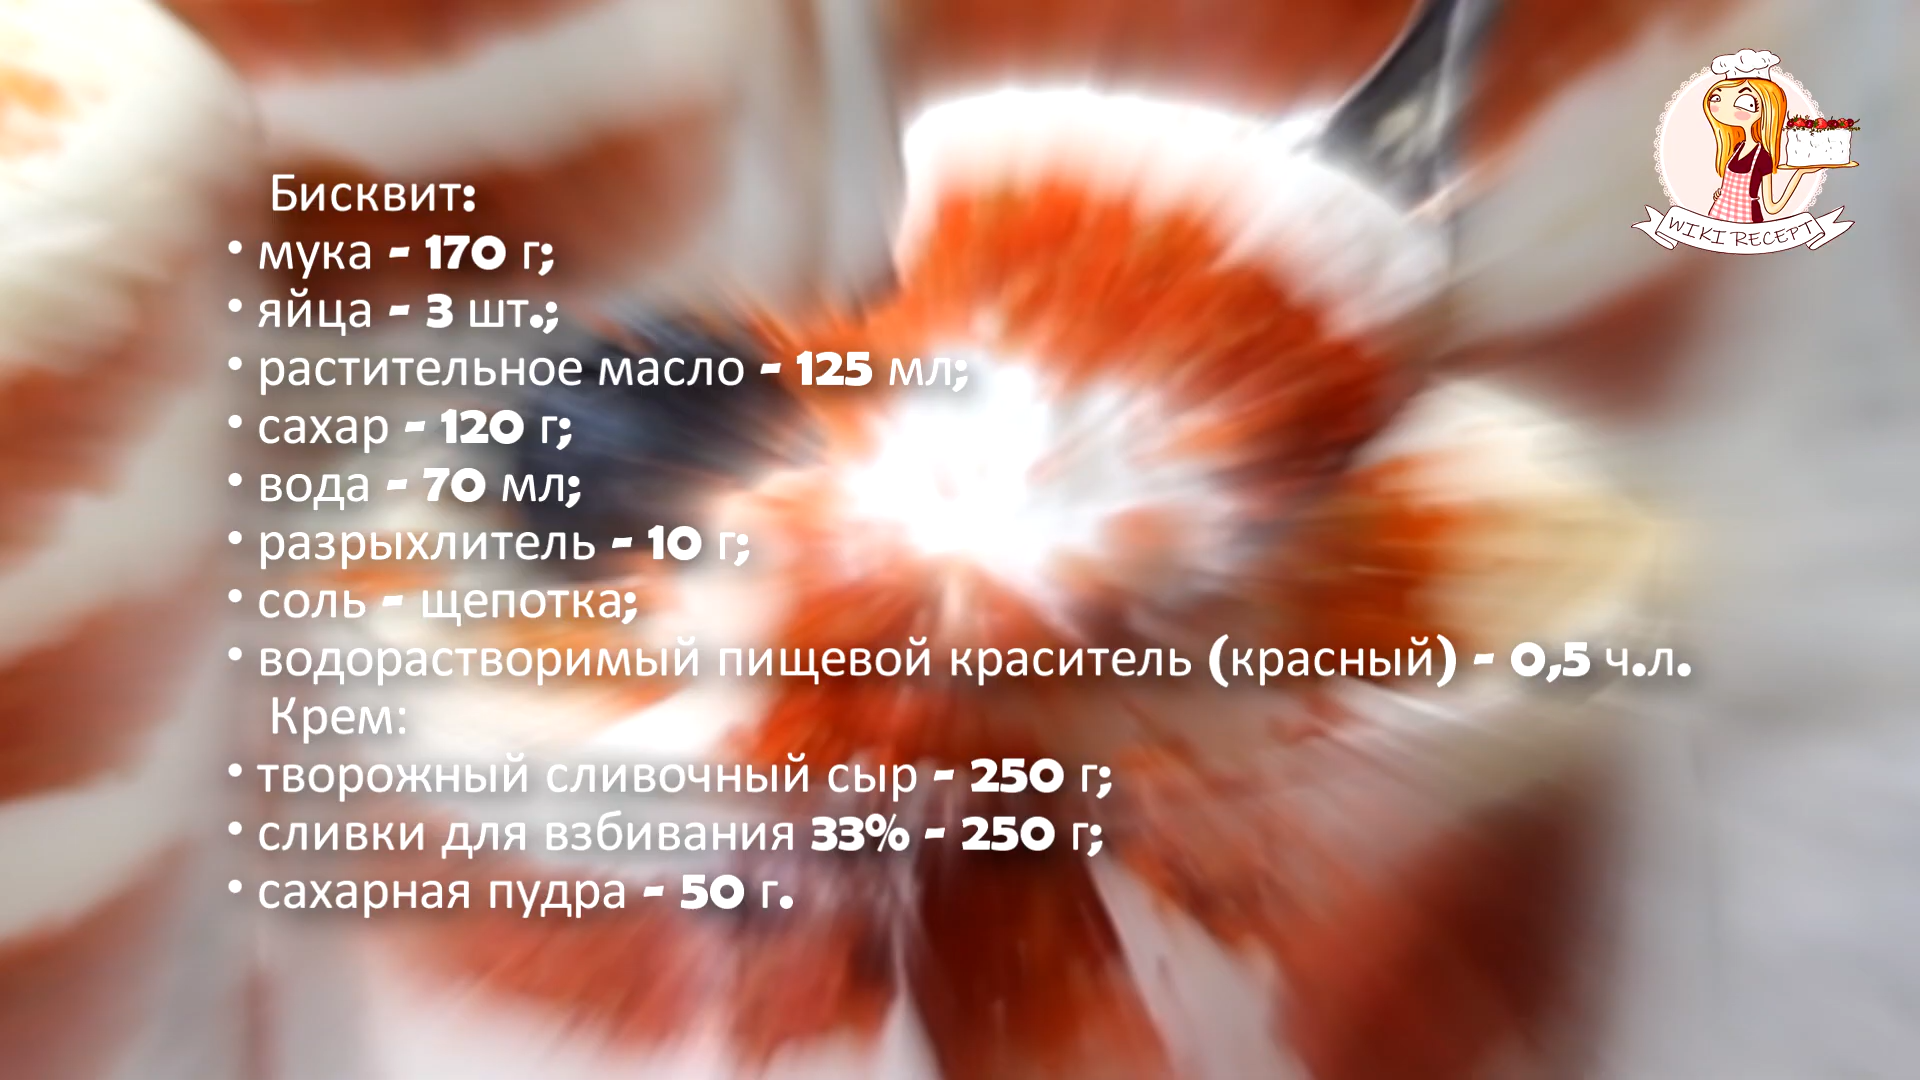 Бисквит:
• мука - 170 г;
• яйца - 3 шт.;
• растительное масло - 125 мл;
• сахар - 120 г;
• вода - 70 мл;
• разрыхлитель - 10 г;
• соль - щепотка;
• водорастворимый пищевой краситель (красный) - 0,5 ч.л.
Крем:
• творожный сливочный сыр - 250 г;
• сливки для взбивания 33% - 250 г;
• сахарная пудра - 50 г.
WIKI RECEPT